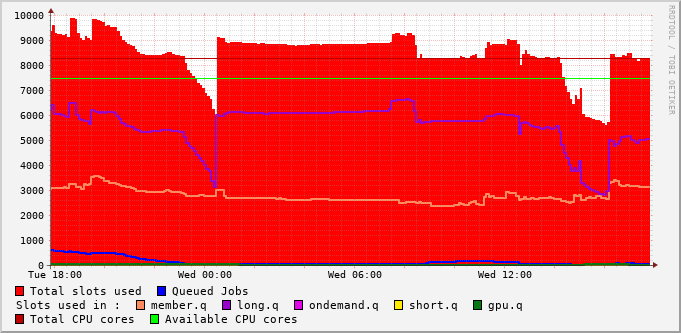 10000
9000
8000
7000
6000
5000
4000
3000
2000
1000
0
Tue 18:00 Wed 00:00 Wed 06:00 Wed 12:00
RRDTOOL / TOBI OETIKER
Total slots used Queued Jobs
Slots used in : member.q long.q ondemand.q short.q gpu.q
Total CPU cores Available CPU cores